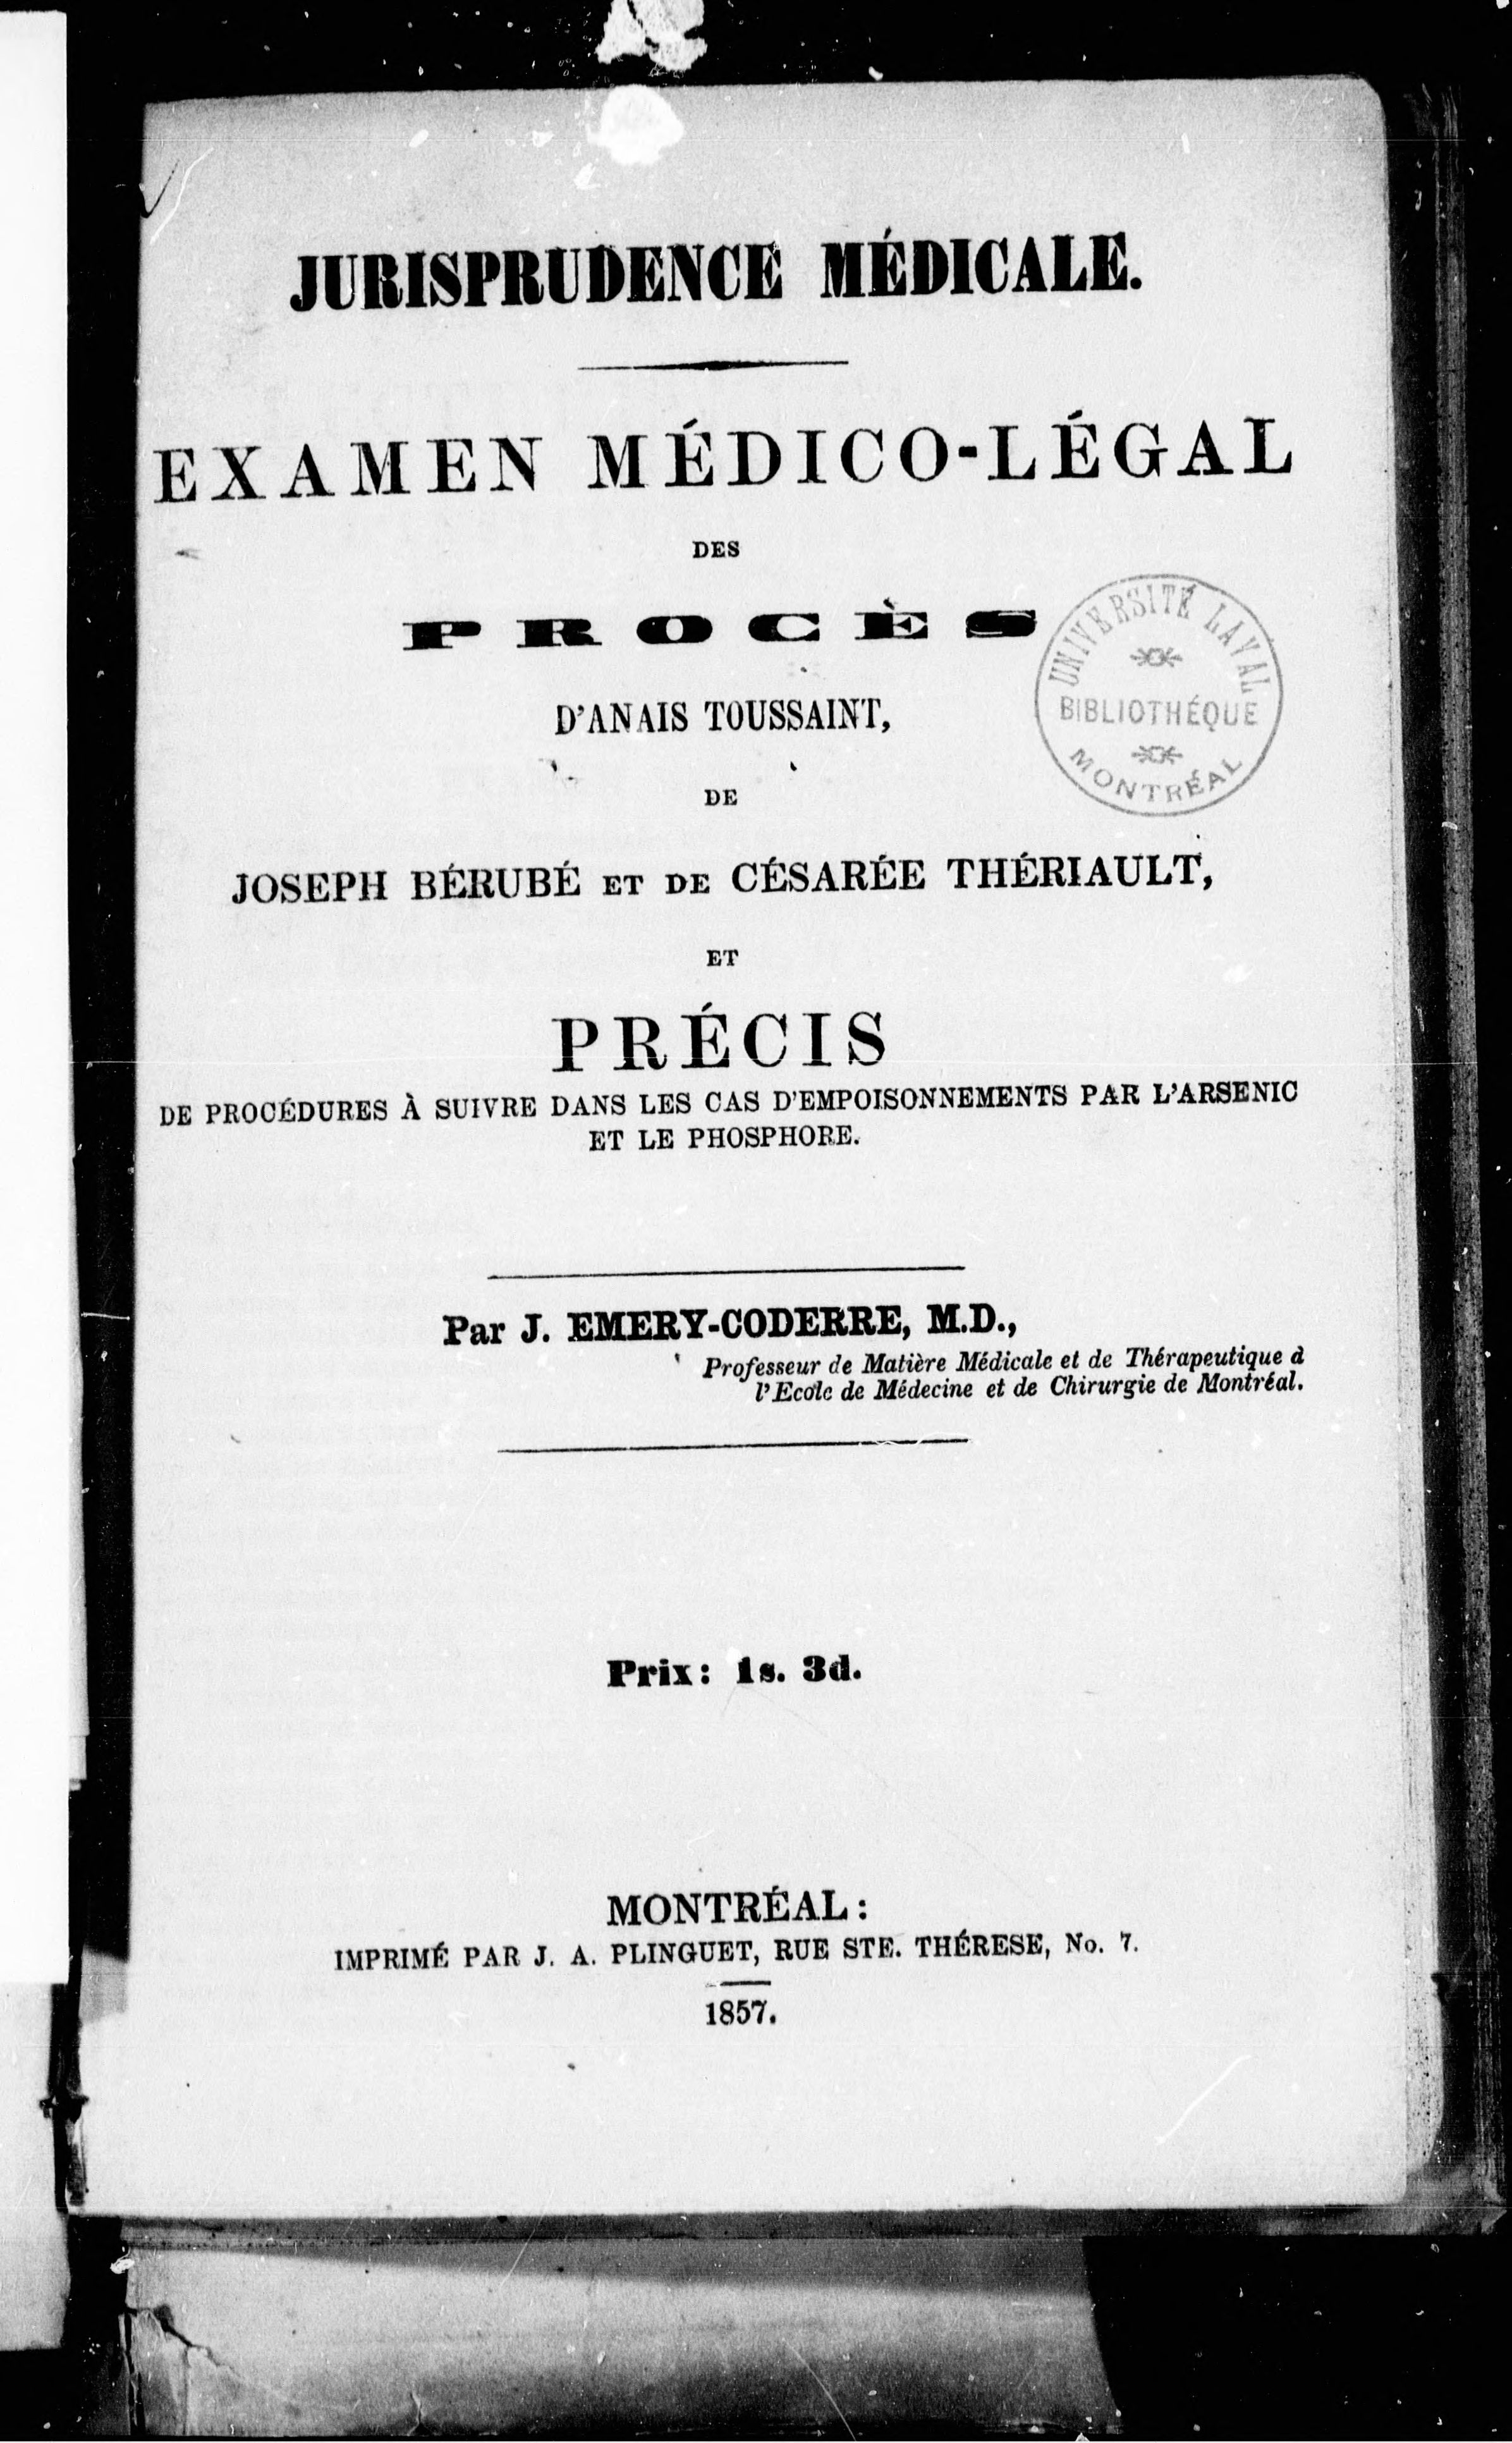 JURISPRUDENCE MÉDICALE.
EXAMEN MÉDICO-LÉGAL
DES
PROCÈS
D'ANAIS TOUSSAINT,
DE
JOSEPH BÉRUBÉ ET DE CÉSARÉE THÉRIAULT,
ET
PRÉCIS
DE PROCÉDURES À SUIVRE DANS LES CAS D'EMPOISONNEMENTS PAR L'ARSENIC
ET LE PHOSPHORE.
UNIVERSITÉ LAVAL
BIBLIOTHÉQUE
MONTRÉAL
Par J. EMERY-CODERRE, M.D.,
Professeur de Matière Médicale et de Thérapeutique à
l'Ecole de Médecine et de Chirurgie de Montréal.
Prix: 1s. 3d.
MONTRÉAL:
IMPRIMÉ PAR J. A. PLINGUET, RUE STE. THÉRESE, No. 7.
1857.